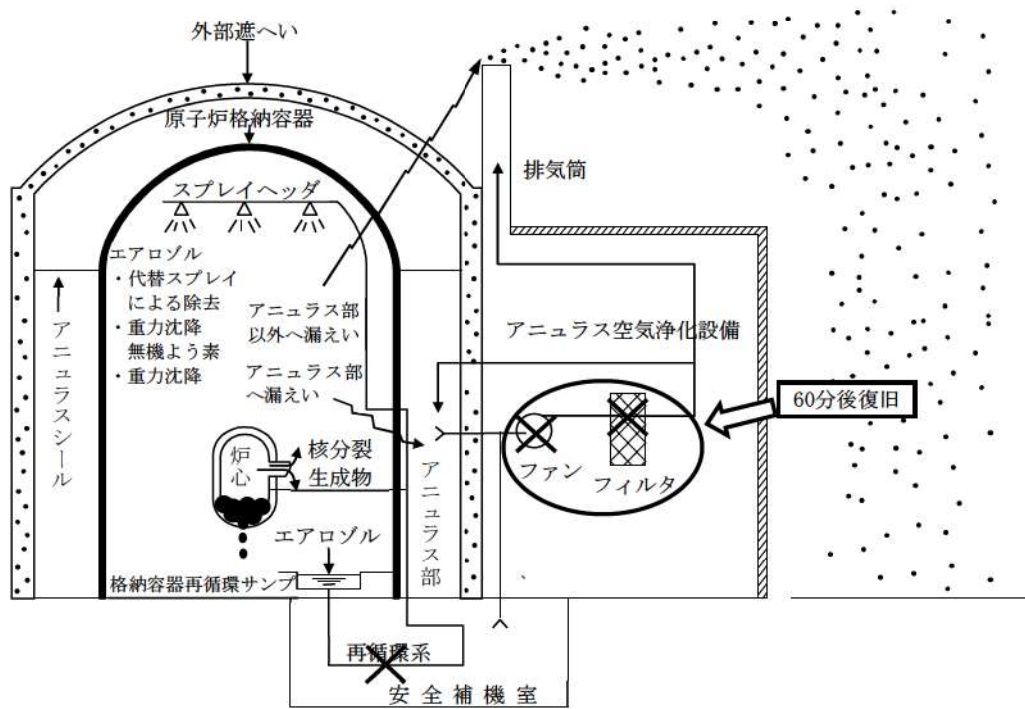 外部遮へい
原子炉格納容器
スプレイヘッダ
エアロゾル
・代替スプレイ
による除去
・重力沈降
無機よう素
・重力沈降
アニュラス部
以外へ漏えい
アニュラス部
へ漏えい
アニュラスシール
炉心
核分裂
生成物
エアロゾル
格納容器再循環サンプ
アニュラス部
再循環系
安全補機室
排気筒
アニュラス空気浄化設備
60分後復旧
ファン
フィルタ